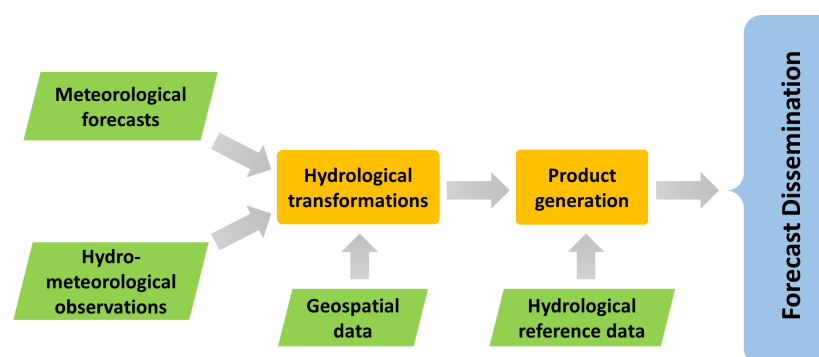 Meteorological
forecasts
Hydro-
meteorological
observations
Hydrological
transformations
Geospatial
data
Product
generation
Hydrological
reference data
Forecast Dissemination